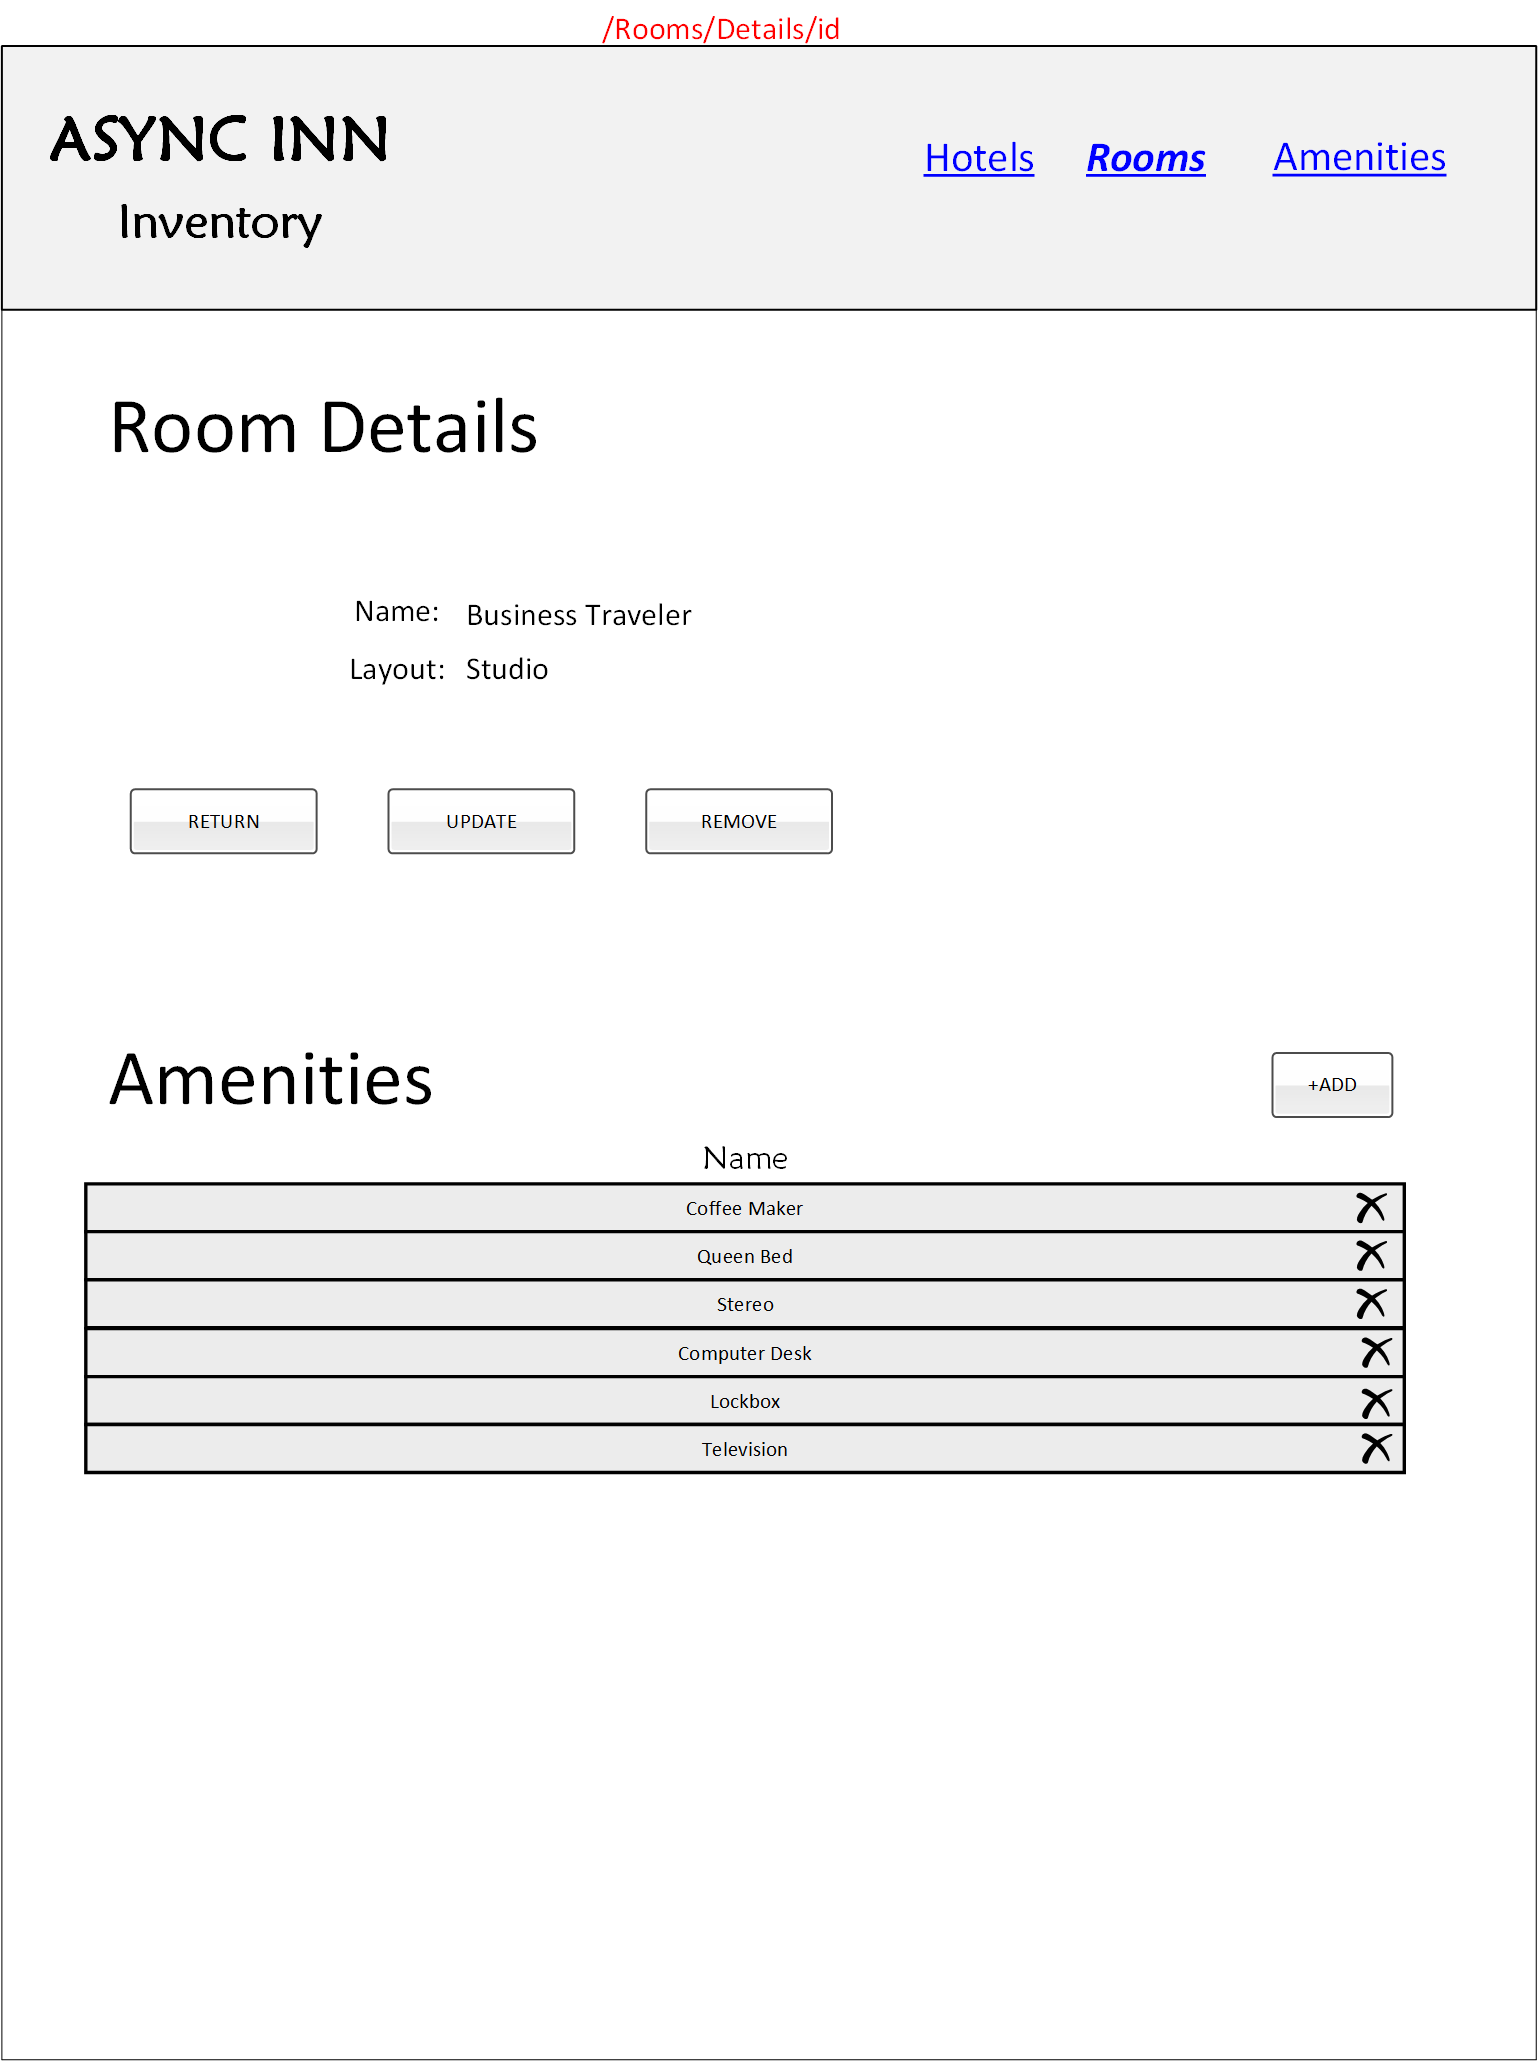 /Rooms/Details/id
ASYNC INN
Inventory
Hotels Rooms Amenities
Room Details
Name: Business Traveler
Layout: Studio
RETURN UPDATE REMOVE
Amenities
+ADD
Name
Coffee Maker
Queen Bed
Stereo
Computer Desk
Lockbox
Television